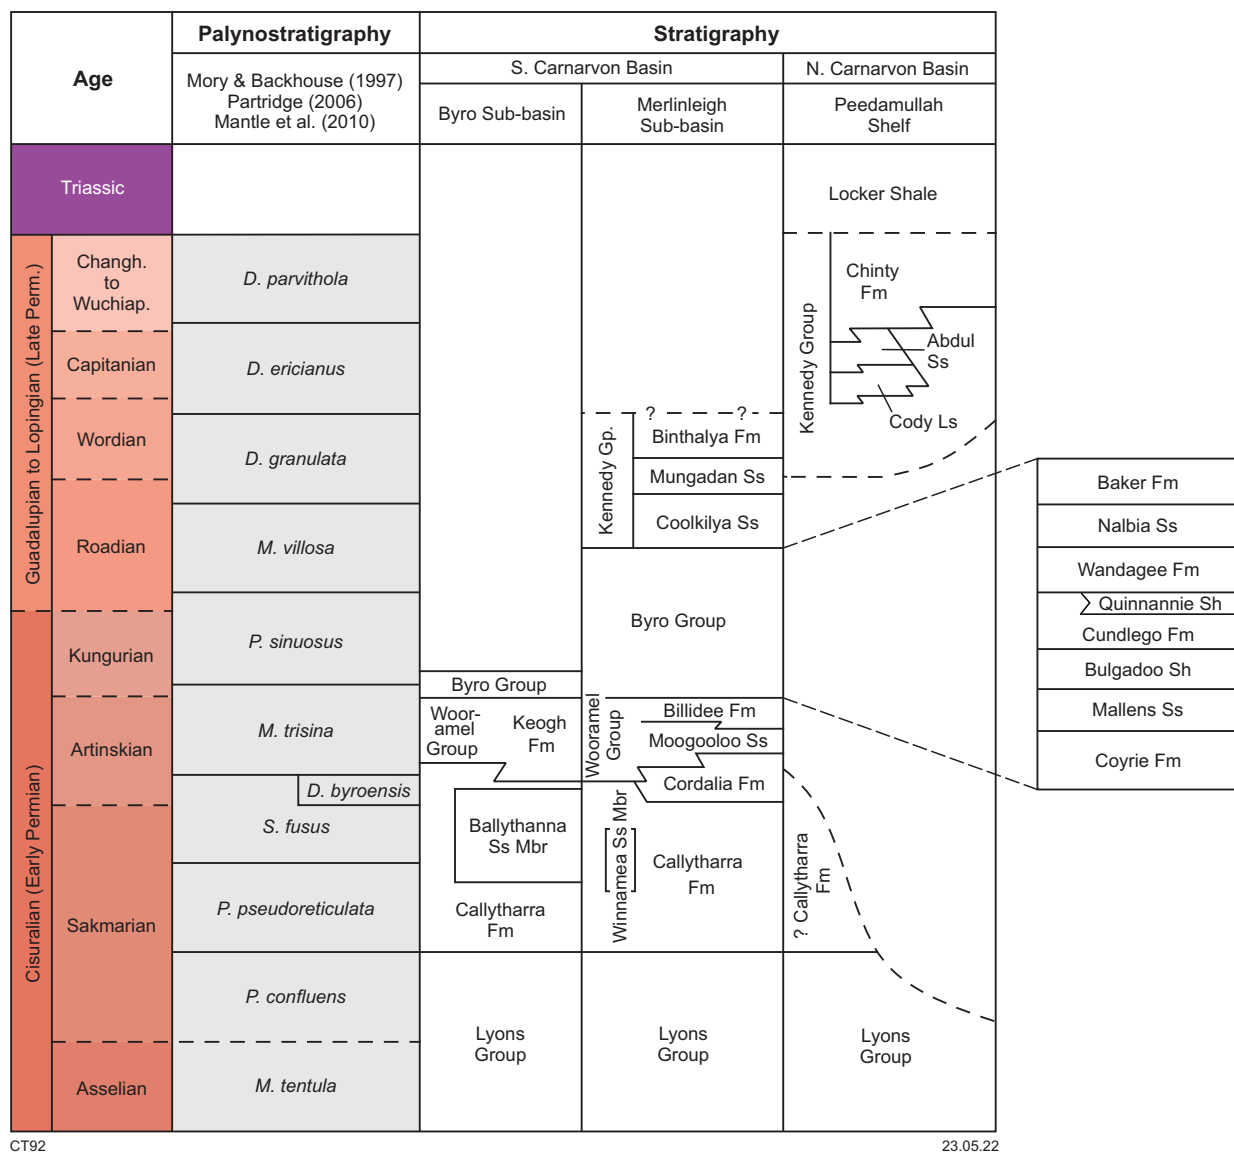 Age
Palynostratigraphy
Stratigraphy
Mory & Backhouse (1997)
Partridge (2006)
Mantle et al. (2010)
S. Carnarvon Basin
N. Carnarvon Basin
Byro Sub-basin
Merlinleigh
Sub-basin
Peedamullah
Shelf
Triassic
Locker Shale
Guadalupian to Lopingian (Late Perm.)
Changh.
to
Wuchiap.
D. parvithola
Kennedy Group
Chinty
Fm
Capitanian
D. ericianus
Abdul
Ss
Cody Ls
Wordian
D. granulata
? ?
Kennedy Gp.
Binthalya Fm
Mungadan Ss
Coolkilya Ss
Roadian
M. villosa
Baker Fm
Nalbia Ss
Wandagee Fm
Quinnannie Sh
Cundlego Fm
Bulgadoo Sh
Mallens Ss
Coyrie Fm
Cisuralian (Early Permian)
Kungurian
P. sinuosus
Byro Group
Byro Group
Artinskian
M. trisina
Woor-
amel
Group
Keogh
Fm
Wooramel
Group
Billidee Fm
Moogooloo Ss
Cordalia Fm
D. byroensis
S. fusus
Ballythanna
Ss Mbr
Winnamea Ss Mbr
Callytharra
Fm
? Callytharra
Fm
Sakmarian
P. pseudoreticulata
Callytharra
Fm
P. confluens
Lyons
Group
Lyons
Group
Lyons
Group
Asselian
M. tentula
CT92
23.05.22